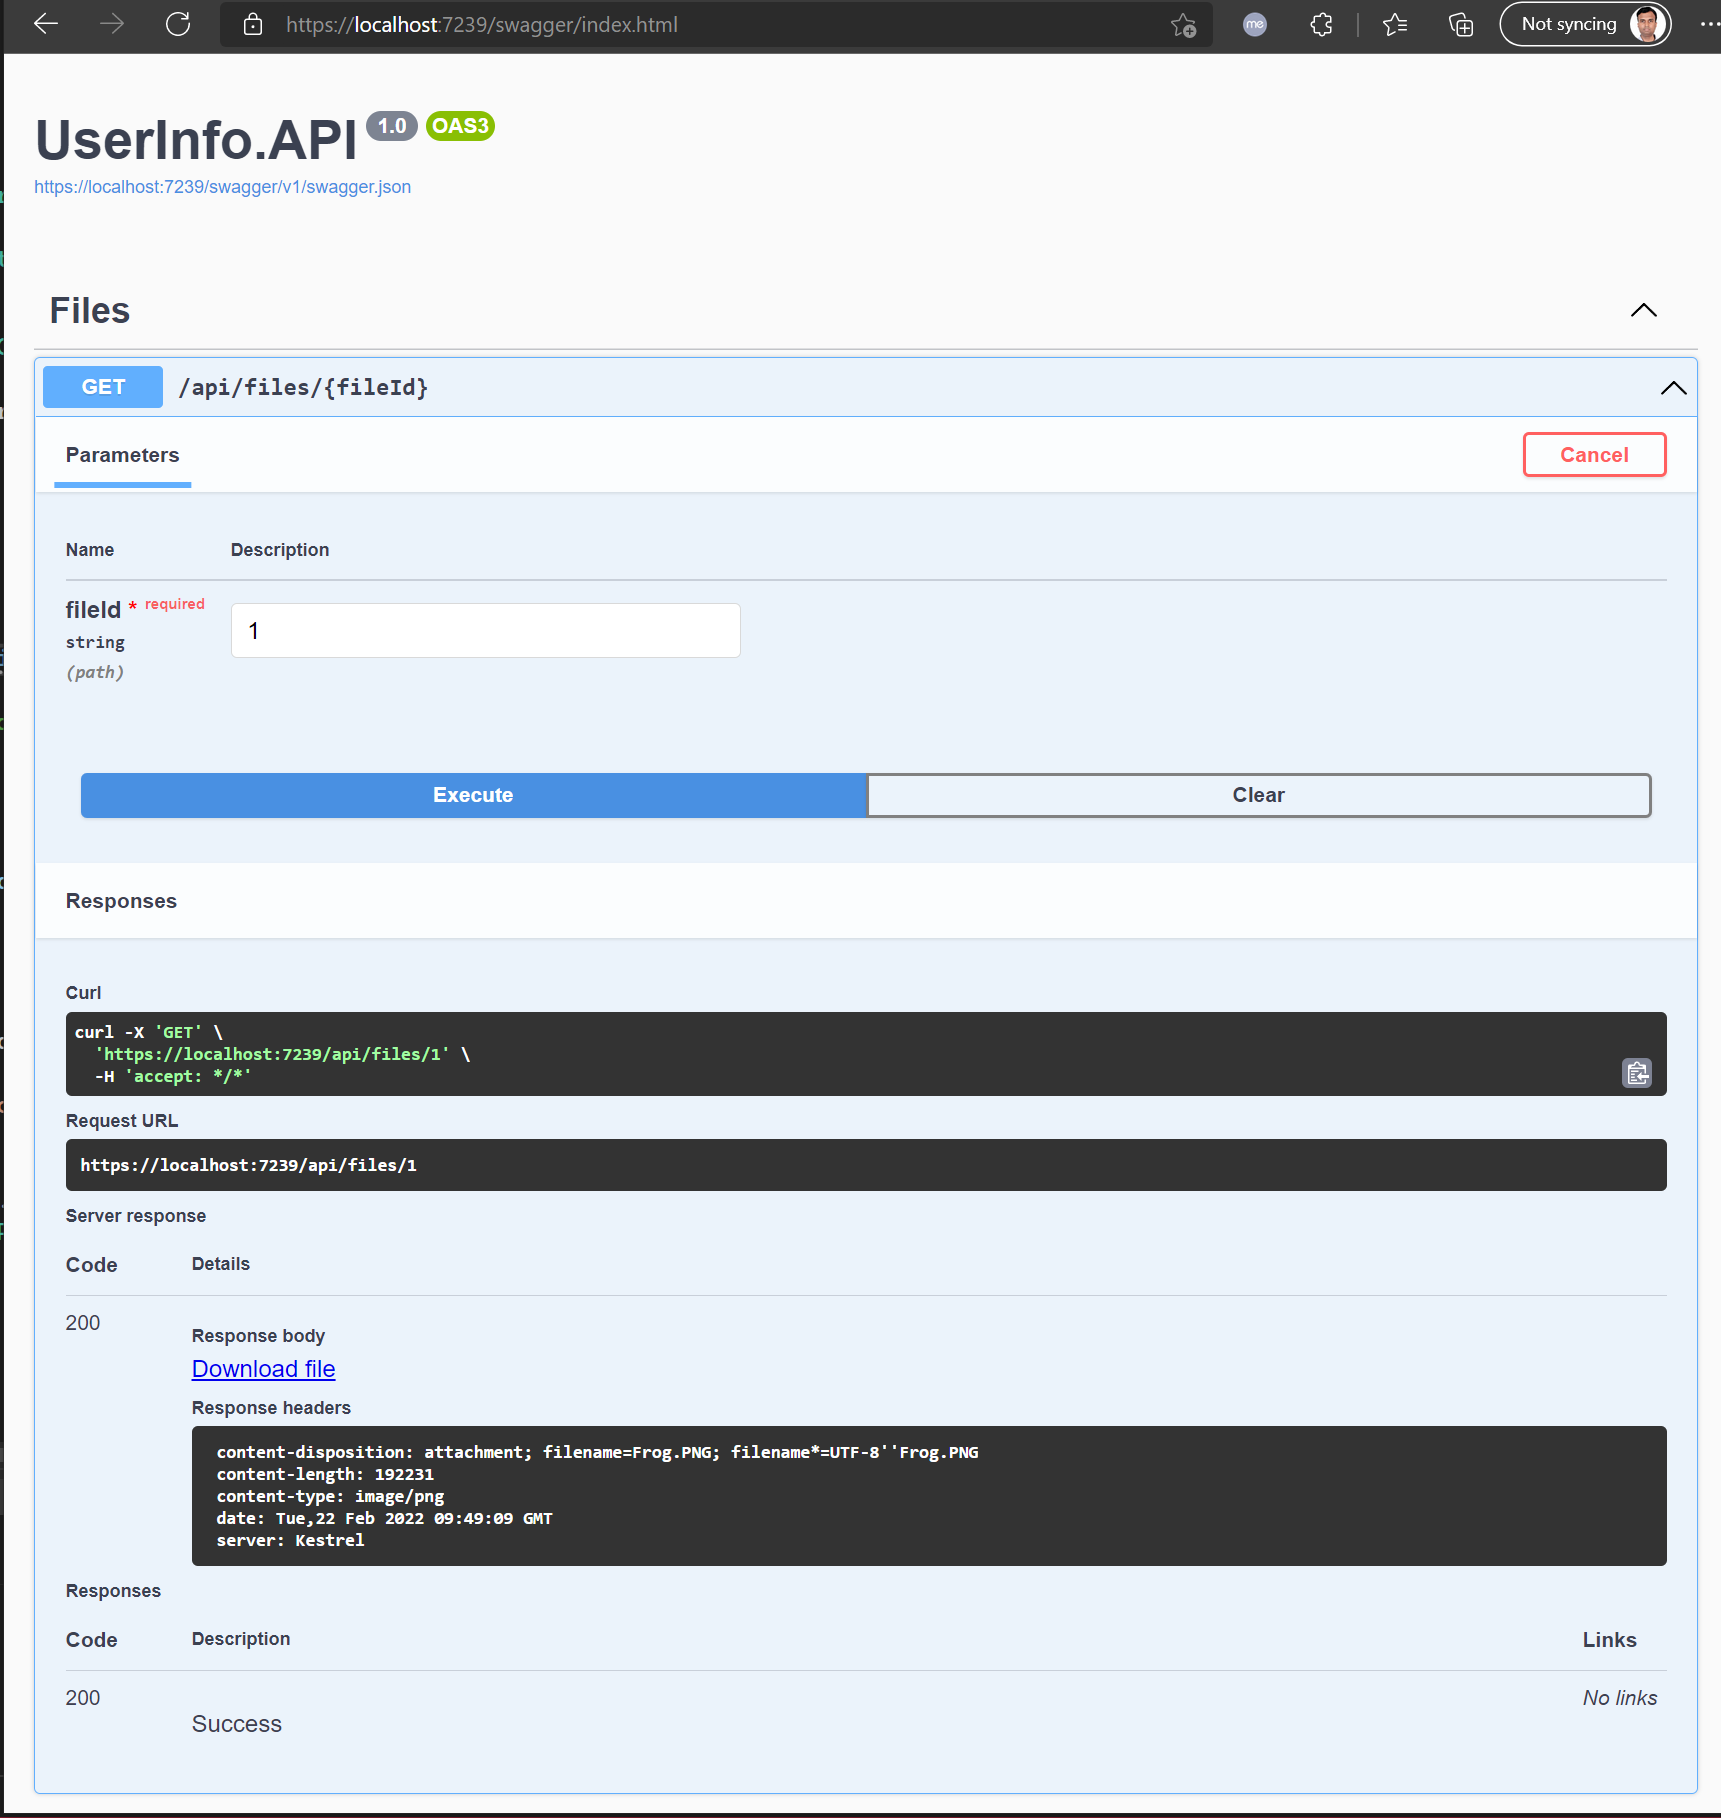 https://localhost:7239/swagger/index.html
me
Not syncing
UserInfo.API 1.0 OAS3
https://localhost:7239/swagger/v1/swagger.json
Files
GET /api/files/{fileId}
Parameters
Cancel
Name Description
fileId * required
1
string
(path)
Execute
Clear
Responses
Curl
curl -X 'GET' \
'https://localhost:7239/api/files/1' \
-H 'accept: */*'
Request URL
https://localhost:7239/api/files/1
Server response
Code Details
200
Response body
Download file
Response headers
content-disposition: attachment; filename=Frog.PNG; filename*=UTF-8''Frog.PNG
content-length: 192231
content-type: image/png
date: Tue,22 Feb 2022 09:49:09 GMT
server: Kestrel
Responses
Code Description Links
200 No links
Success